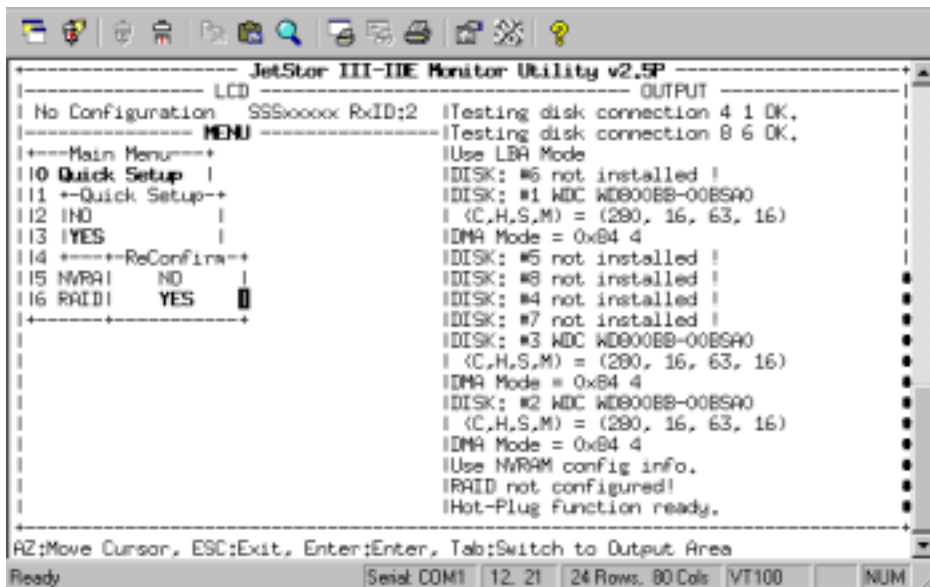 JetStor III-IDE Monitor Utility v2.5P
LCD
OUTPUT
No Configuration SSSxxxxx RxID:2
Testing disk connection 4 1 OK.
MENU
Testing disk connection 8 6 OK.
Main Menu
Use LBA Mode
0 Quick Setup
DISK: #6 not installed !
1 Quick Setup
DISK: #1 WDC WD800BB-00BSA0
2 NO
(C,H,S,M) = (280, 16, 63, 16)
3 YES
DMA Mode = 0x84 4
4 ReConfirm
DISK: #5 not installed !
5 NVRA NO
DISK: #8 not installed !
6 RAID YES
DISK: #4 not installed !
DISK: #7 not installed !
DISK: #3 WDC WD800BB-00BSA0
(C,H,S,M) = (280, 16, 63, 16)
DMA Mode = 0x84 4
DISK: #2 WDC WD800BB-00BSA0
(C,H,S,M) = (280, 16, 63, 16)
DMA Mode = 0x84 4
Use NVRAM config info.
RAID not configured!
Hot-Plug function ready.
AZ:Move Cursor, ESC:Exit, Enter:Enter, Tab:Switch to Output Area
Ready Serial: COM1 12, 21 24 Rows, 80 Cols VT100 NUM